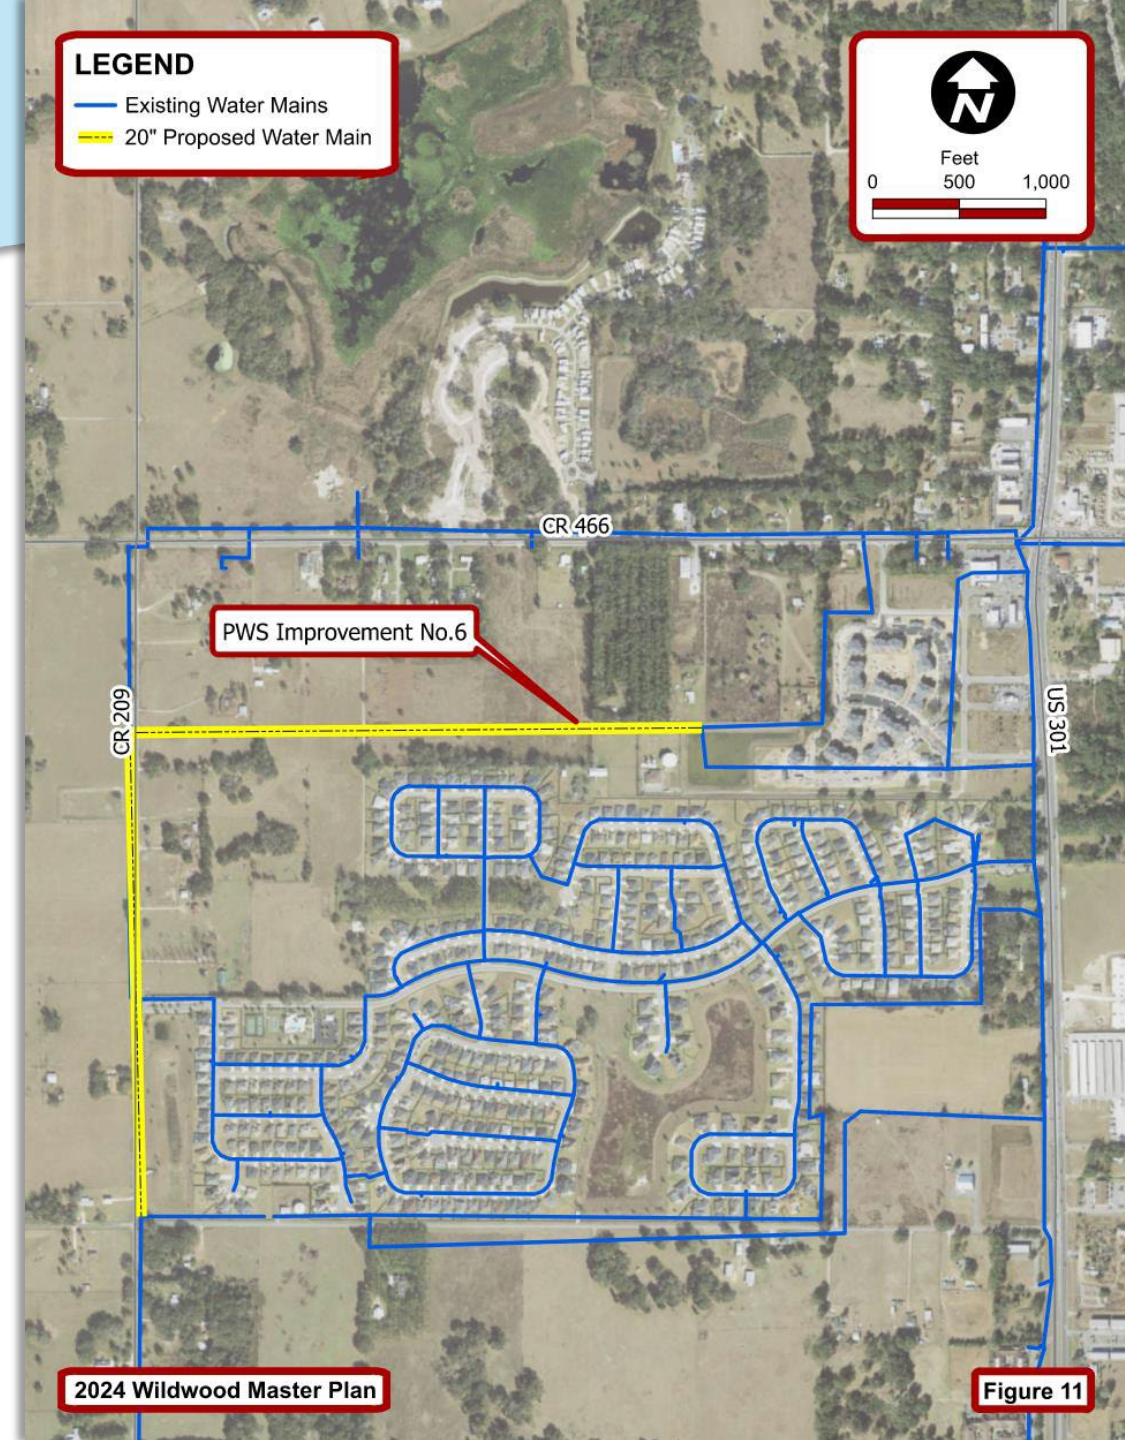 LEGEND
Existing Water Mains
20" Proposed Water Main
N
Feet
0 500 1,000
CR 466
PWS Improvement No.6
CR 209
US 301
2024 Wildwood Master Plan
Figure 11